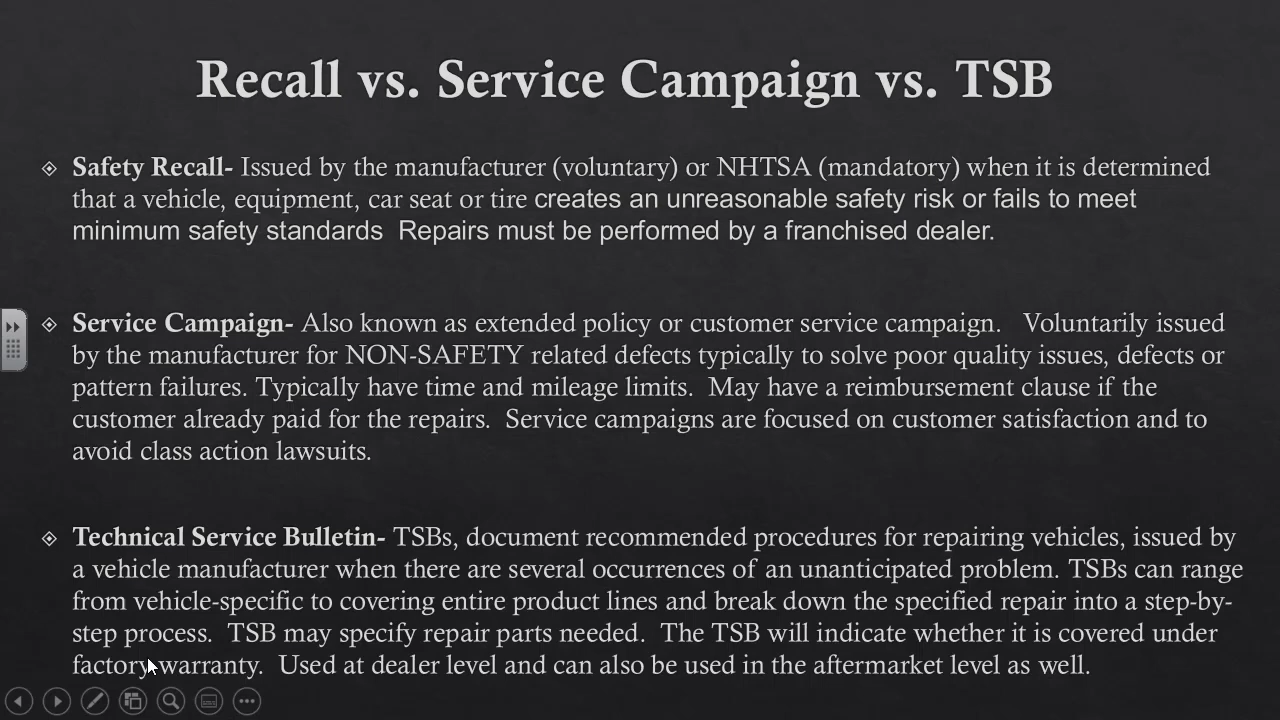 Recall vs. Service Campaign vs. TSB
Safety Recall- Issued by the manufacturer (voluntary) or NHTSA (mandatory) when it is determined
that a vehicle, equipment, car seat or tire creates an unreasonable safety risk or fails to meet
minimum safety standards  Repairs must be performed by a franchised dealer.
Service Campaign- Also known as extended policy or customer service campaign.   Voluntarily issued
by the manufacturer for NON-SAFETY related defects typically to solve poor quality issues, defects or
pattern failures. Typically have time and mileage limits.  May have a reimbursement clause if the
customer already paid for the repairs.  Service campaigns are focused on customer satisfaction and to
avoid class action lawsuits.
Technical Service Bulletin- TSBs, document recommended procedures for repairing vehicles, issued by
a vehicle manufacturer when there are several occurrences of an unanticipated problem. TSBs can range
from vehicle-specific to covering entire product lines and break down the specified repair into a step-by-
step process.  TSB may specify repair parts needed.  The TSB will indicate whether it is covered under
factory warranty.  Used at dealer level and can also be used in the aftermarket level as well.